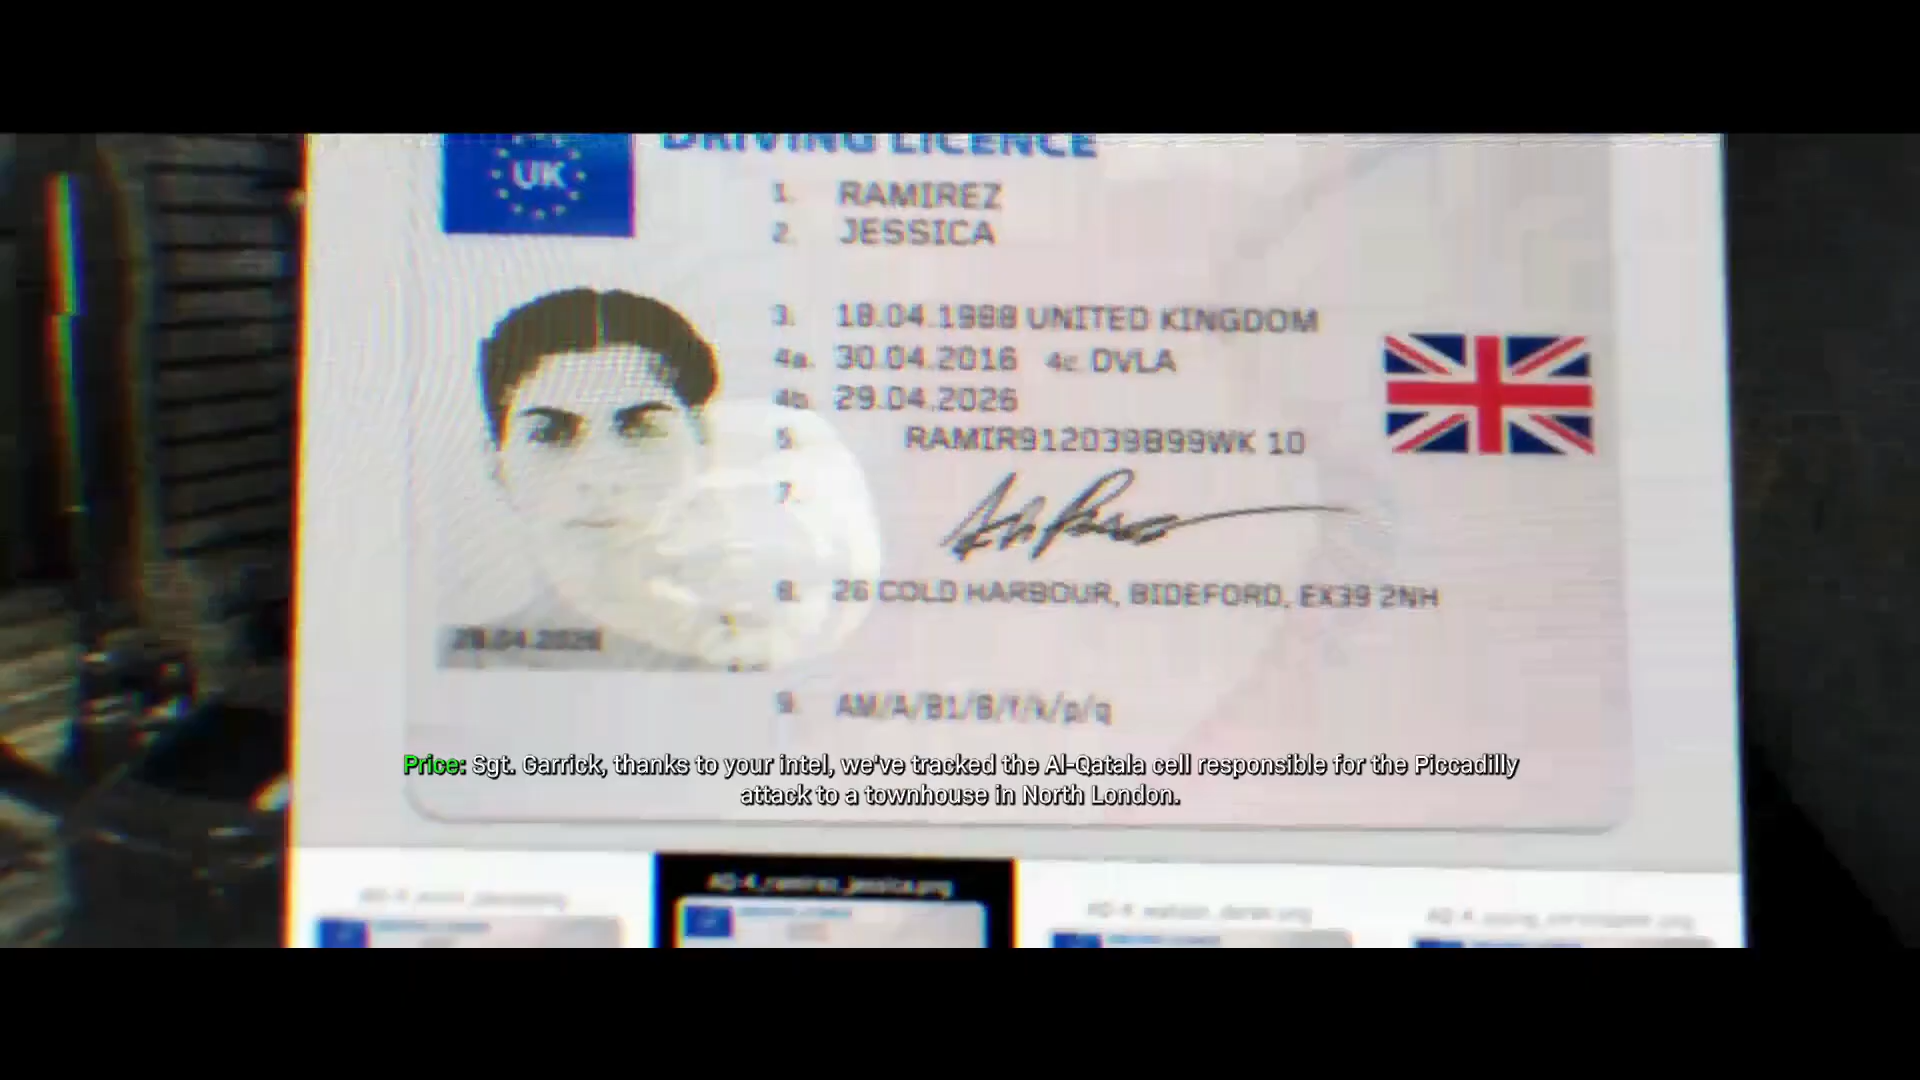 DRIVING LICENCE
UK
1. RAMIREZ
2. JESSICA
3. 18.04.1988 UNITED KINGDOM
4a. 30.04.2016 4c. DVLA
4b. 29.04.2026
5. RAMIR912039B99WK 10
7.
8. 26 COLD HARBOUR, BIDEFORD, EX39 2NH
29.04.2026
9. AM/A/B1/B/f/k/p/q
Price: Sgt. Garrick, thanks to your intel, we've tracked the Al-Qatala cell responsible for the Piccadilly
attack to a townhouse in North London.
AQ-4_ramirez_jessica.png